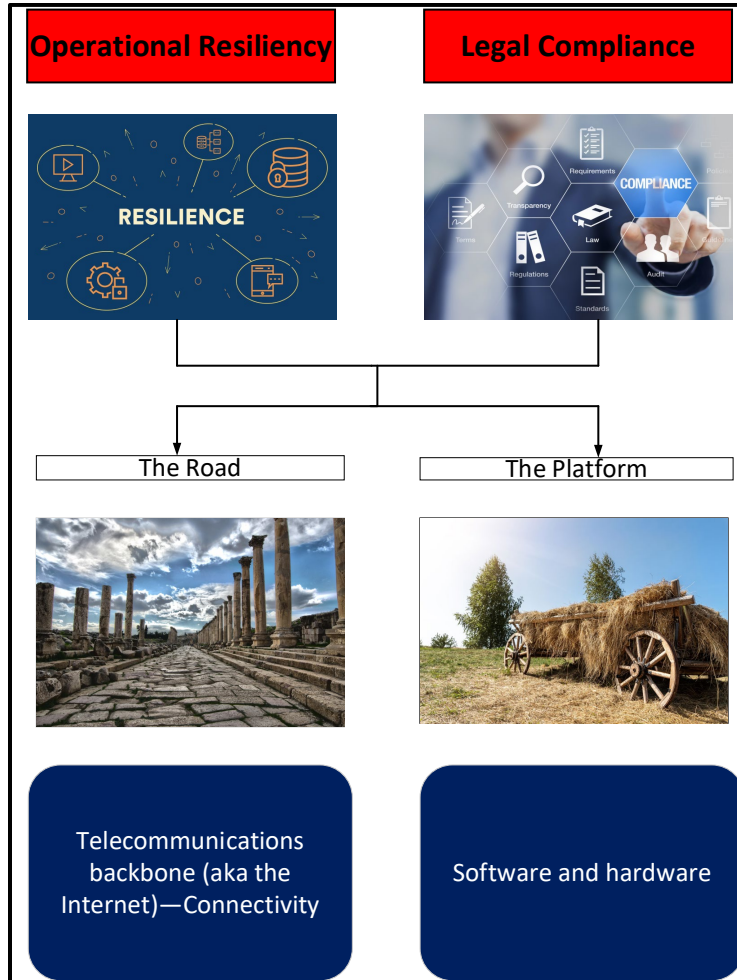 Operational Resiliency
Legal Compliance
RESILIENCE
Requirements
COMPLIANCE
Transparency
Terms
Law
Regulations
Audit
Standards
The Road
The Platform
Telecommunications
backbone (aka the
Internet)—Connectivity
Software and hardware